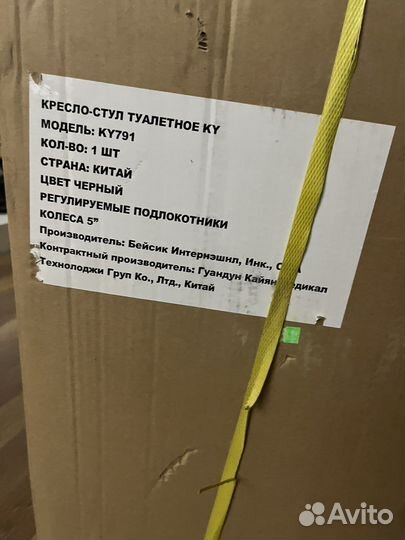 КРЕСЛО-СТУЛ ТУАЛЕТНОЕ KY
МОДЕЛЬ: KY791
КОЛ-ВО: 1 ШТ
СТРАНА: КИТАЙ
ЦВЕТ ЧЕРНЫЙ
РЕГУЛИРУЕМЫЕ ПОДЛОКОТНИКИ
КОЛЕСА 5"
Производитель: Бейсик Интернэшнл, Инк.,
Контрактный производитель: Гуандун Кайян
Технолоджи Груп Ко., Лтд., Китай
Avito